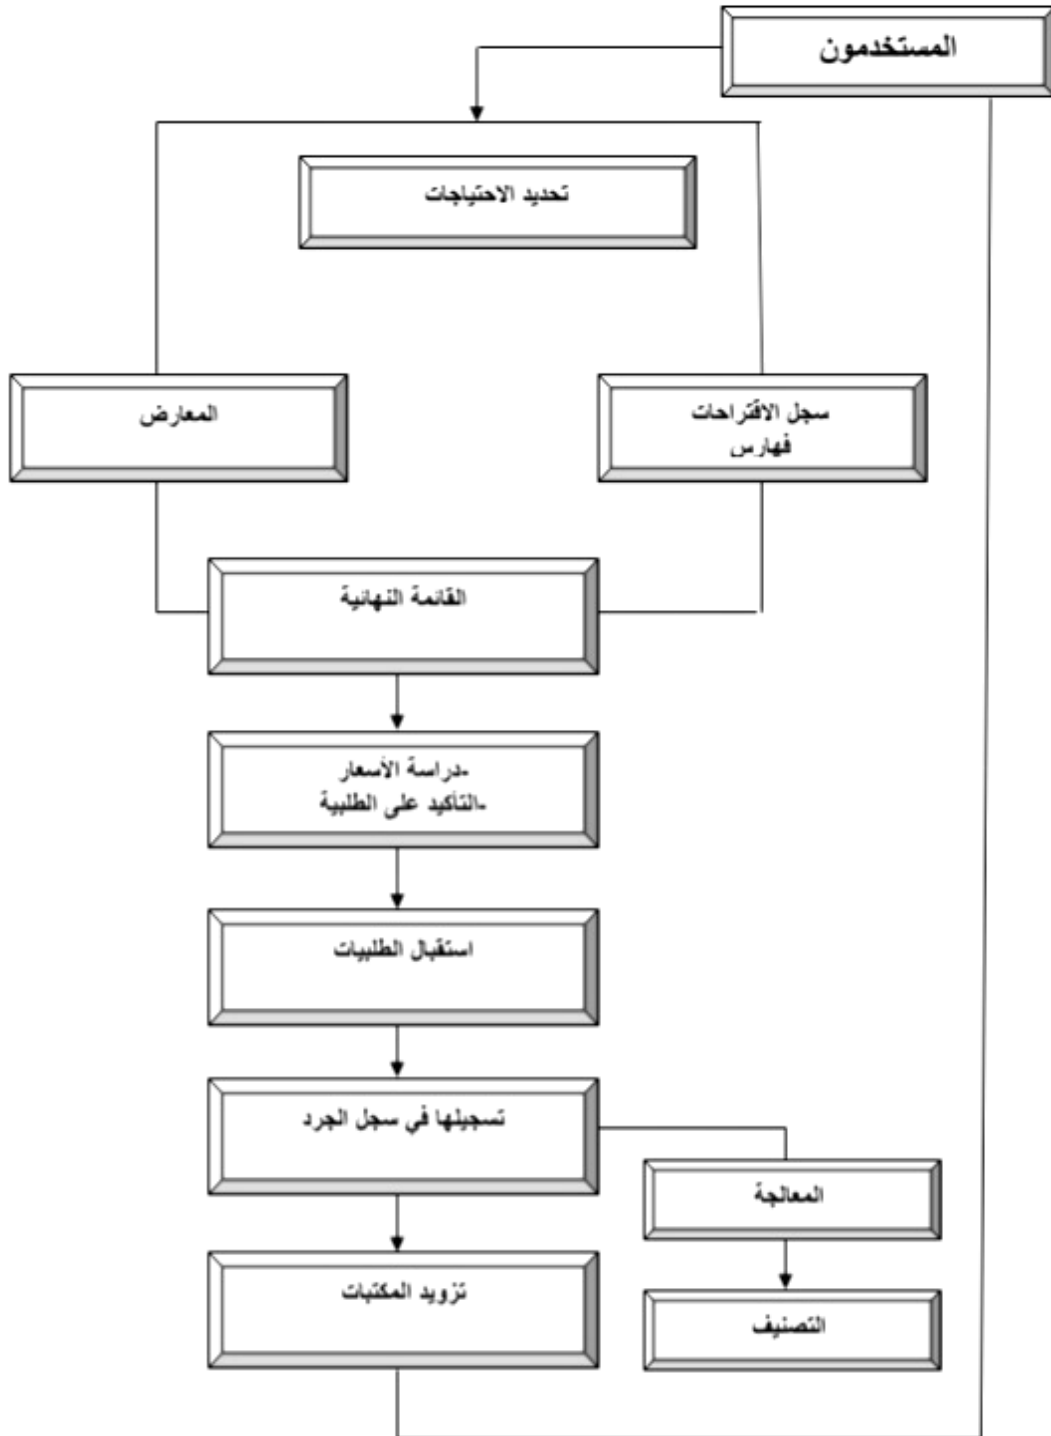 المستخدمون
تحديد الاحتياجات
سجل الاقتراحات
فهارس
المعارض
القائمة النهائية
-دراسة الأسعار
-التأكيد على الطلبية
استقبال الطلبيات
تسجيلها في سجل الجرد
المعالجة
تزويد المكتبات
التصنيف